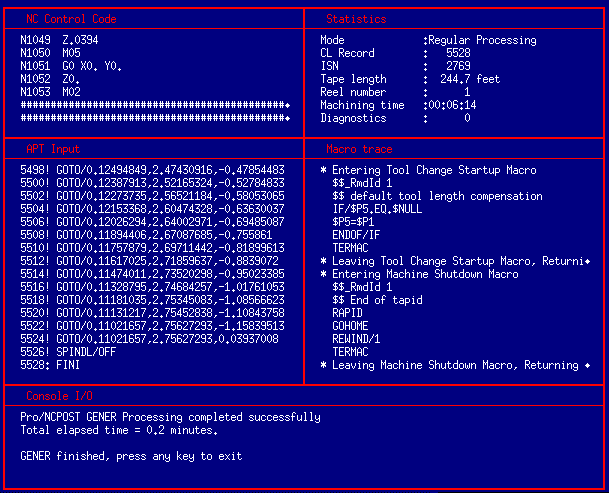 NC Control Code
N1049  Z.0394
N1050  M05
N1051  G0 X0. Y0.
N1052  Z0.
N1053  M02
############################################♦
############################################♦
Statistics
Mode              :Regular Processing
CL Record         :   5528
ISN               :   2769
Tape length       :  244.7 feet
Reel number       :      1
Machining time    :00:06:14
Diagnostics       :      0
APT Input
5498! GOTO/0.12494849,2.47430916,-0.47854483
5500! GOTO/0.12387913,2.52165324,-0.52784833
5502! GOTO/0.12273735,2.56521184,-0.58053065
5504! GOTO/0.12153368,2.60474328,-0.63630037
5506! GOTO/0.12026294,2.64002971,-0.69485087
5508! GOTO/0.11894406,2.67087685,-0.755861
5510! GOTO/0.11757879,2.69711442,-0.81899613
5512! GOTO/0.11617025,2.71859637,-0.8839072
5514! GOTO/0.11474011,2.73520298,-0.95023385
5516! GOTO/0.11328795,2.74684257,-1.01761053
5518! GOTO/0.11181035,2.75345083,-1.08566623
5520! GOTO/0.11131217,2.75452838,-1.10843758
5522! GOTO/0.11021657,2.75627293,-1.15839513
5524! GOTO/0.11021657,2.75627293,0.03937008
5526! SPINDL/OFF
5528: FINI
Macro trace
* Entering Tool Change Startup Macro
$$_RmdId 1
$$ default tool length compensation
IF/$P5.EQ.$NULL
$P5=$P1
ENDOF/IF
TERMAC
* Leaving Tool Change Startup Macro, Returni♦
* Entering Machine Shutdown Macro
$$_RmdId 1
$$ End of tapid
RAPID
GOHOME
REWIND/1
TERMAC
* Leaving Machine Shutdown Macro, Returning ♦
Console I/O
Pro/NCPOST GENER Processing completed successfully
Total elapsed time = 0.2 minutes.
GENER finished, press any key to exit